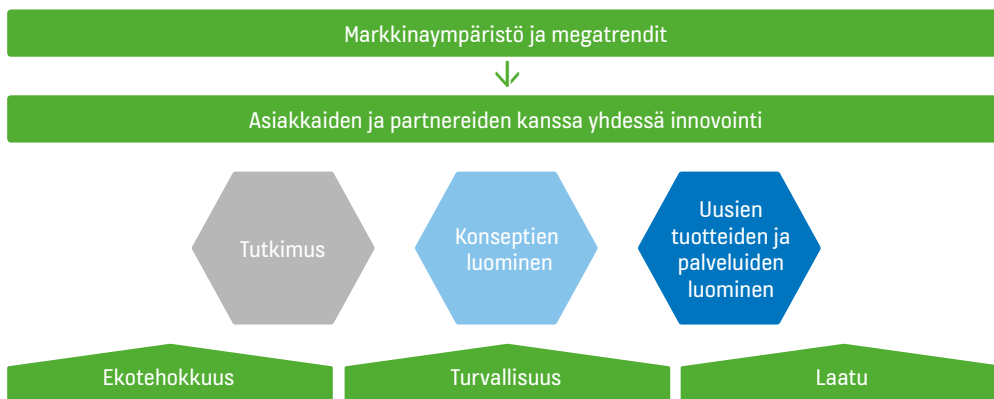 Markkinaympäristö ja megatrendit
Asiakkaiden ja partnereiden kanssa yhdessä innovointi
Tutkimus
Konseptien
luominen
Uusien
tuotteiden ja
palveluiden
luominen
Ekotehokkuus
Turvallisuus
Laatu